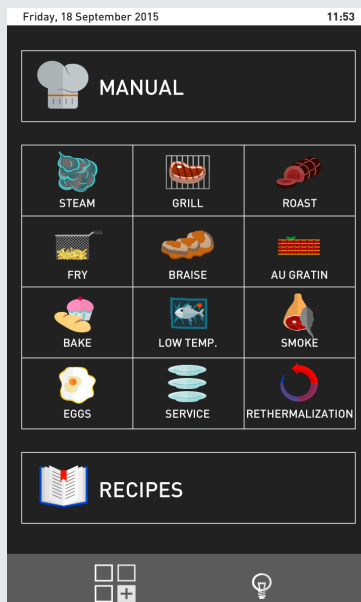 Friday, 18 September 2015 11:53
MANUAL
STEAM GRILL ROAST
FRY BRAISE AU GRATIN
BAKE LOW TEMP. SMOKE
EGGS SERVICE RETHERMALIZATION
RECIPES